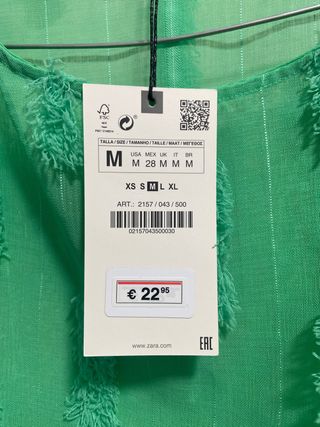 FSC
TALLA / SIZE / TAMANHO / TAILLE / MAAT / ΜΕΓΕΘΟΣ
M
USA MEX UK IT BR
M 28 M M M
XS S M L XL
ART.: 2157 / 043 / 500
02157043500030
€ 22,95
www.zara.com
EAC